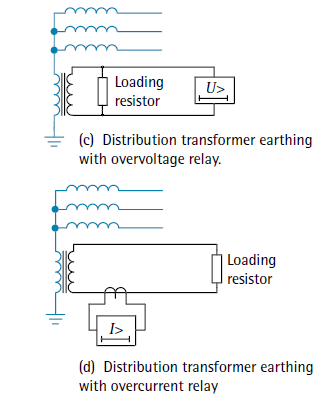 Loading
resistor
U>
(c) Distribution transformer earthing
with overvoltage relay.
Loading
resistor
I>
(d) Distribution transformer earthing
with overcurrent relay